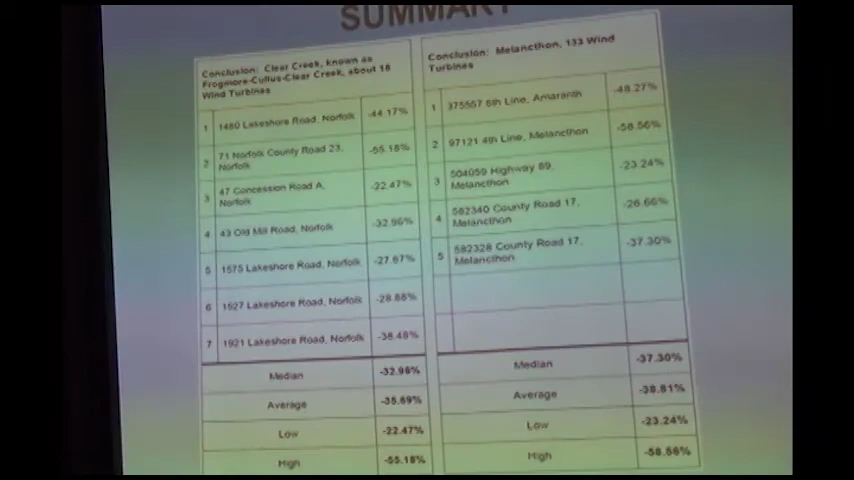 SUMMARY
Conclusion: Clear Creek, known as
Frogmore-Cultus-Clear Creek, about 18
Wind Turbines
1 1480 Lakeshore Road, Norfolk -44.17%
2 71 Norfolk County Road 23,
Norfolk -55.18%
3 47 Concession Road A,
Norfolk -22.47%
4 43 Old Mill Road, Norfolk -32.96%
5 1575 Lakeshore Road, Norfolk -27.67%
6 1527 Lakeshore Road, Norfolk -28.88%
7 1921 Lakeshore Road, Norfolk -38.48%
Median -32.96%
Average -35.69%
Low -22.47%
High -55.18%
Conclusion: Melancthon, 133 Wind
Turbines
1 375557 6th Line, Amaranth -48.27%
2 97121 4th Line, Melancthon -58.56%
3 504059 Highway 89,
Melancthon -23.24%
4 582340 County Road 17,
Melancthon -26.66%
5 582328 County Road 17,
Melancthon -37.30%
Median -37.30%
Average -38.81%
Low -23.24%
High -58.56%